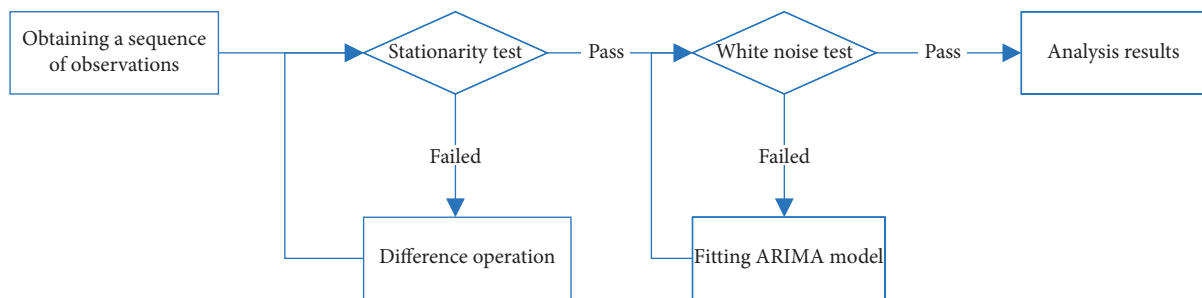 Obtaining a sequence
of observations
Stationarity test
Pass
White noise test
Pass
Analysis results
Failed
Failed
Difference operation
Fitting ARIMA model